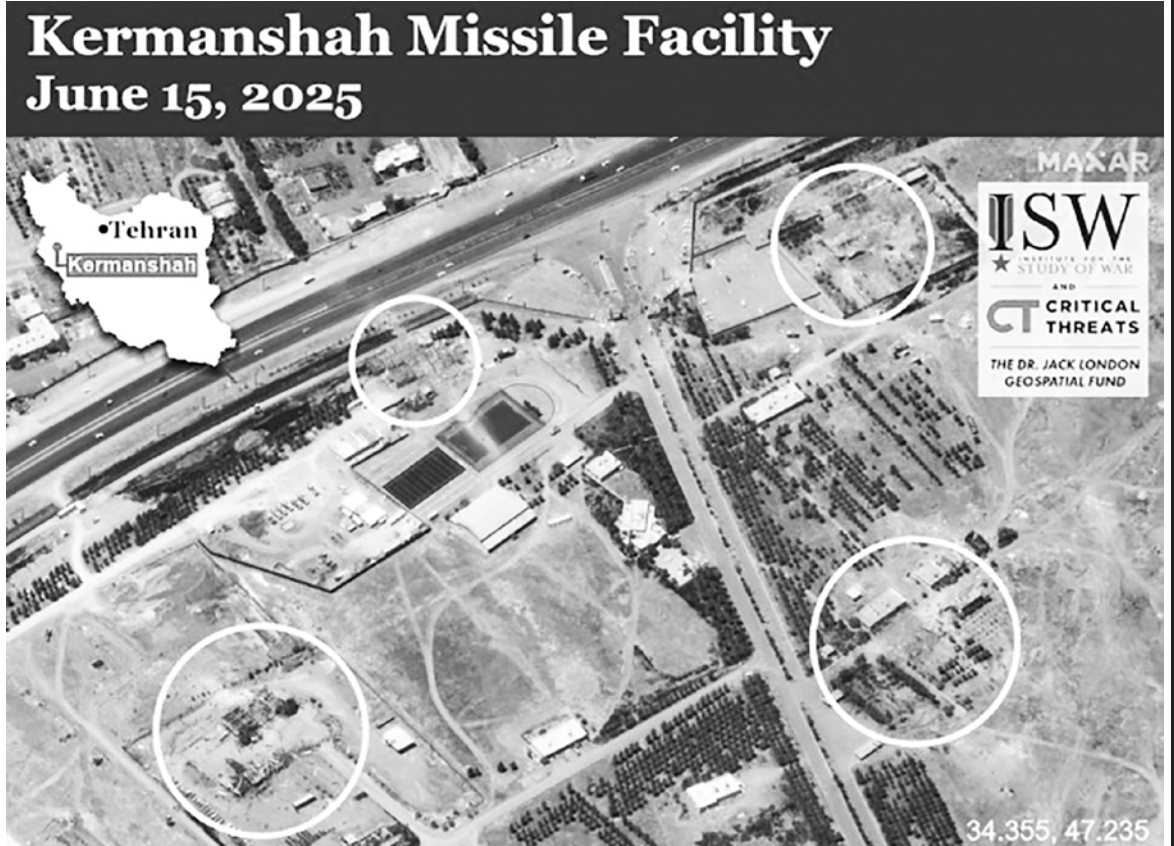 Kermanshah Missile Facility
June 15, 2025
MAXAR
Tehran
Kermanshah
ISW
INSTITUTE FOR THE
STUDY OF WAR
AND
CT CRITICAL
THREATS
THE DR. JACK LONDON
GEOSPATIAL FUND
34.355, 47.235